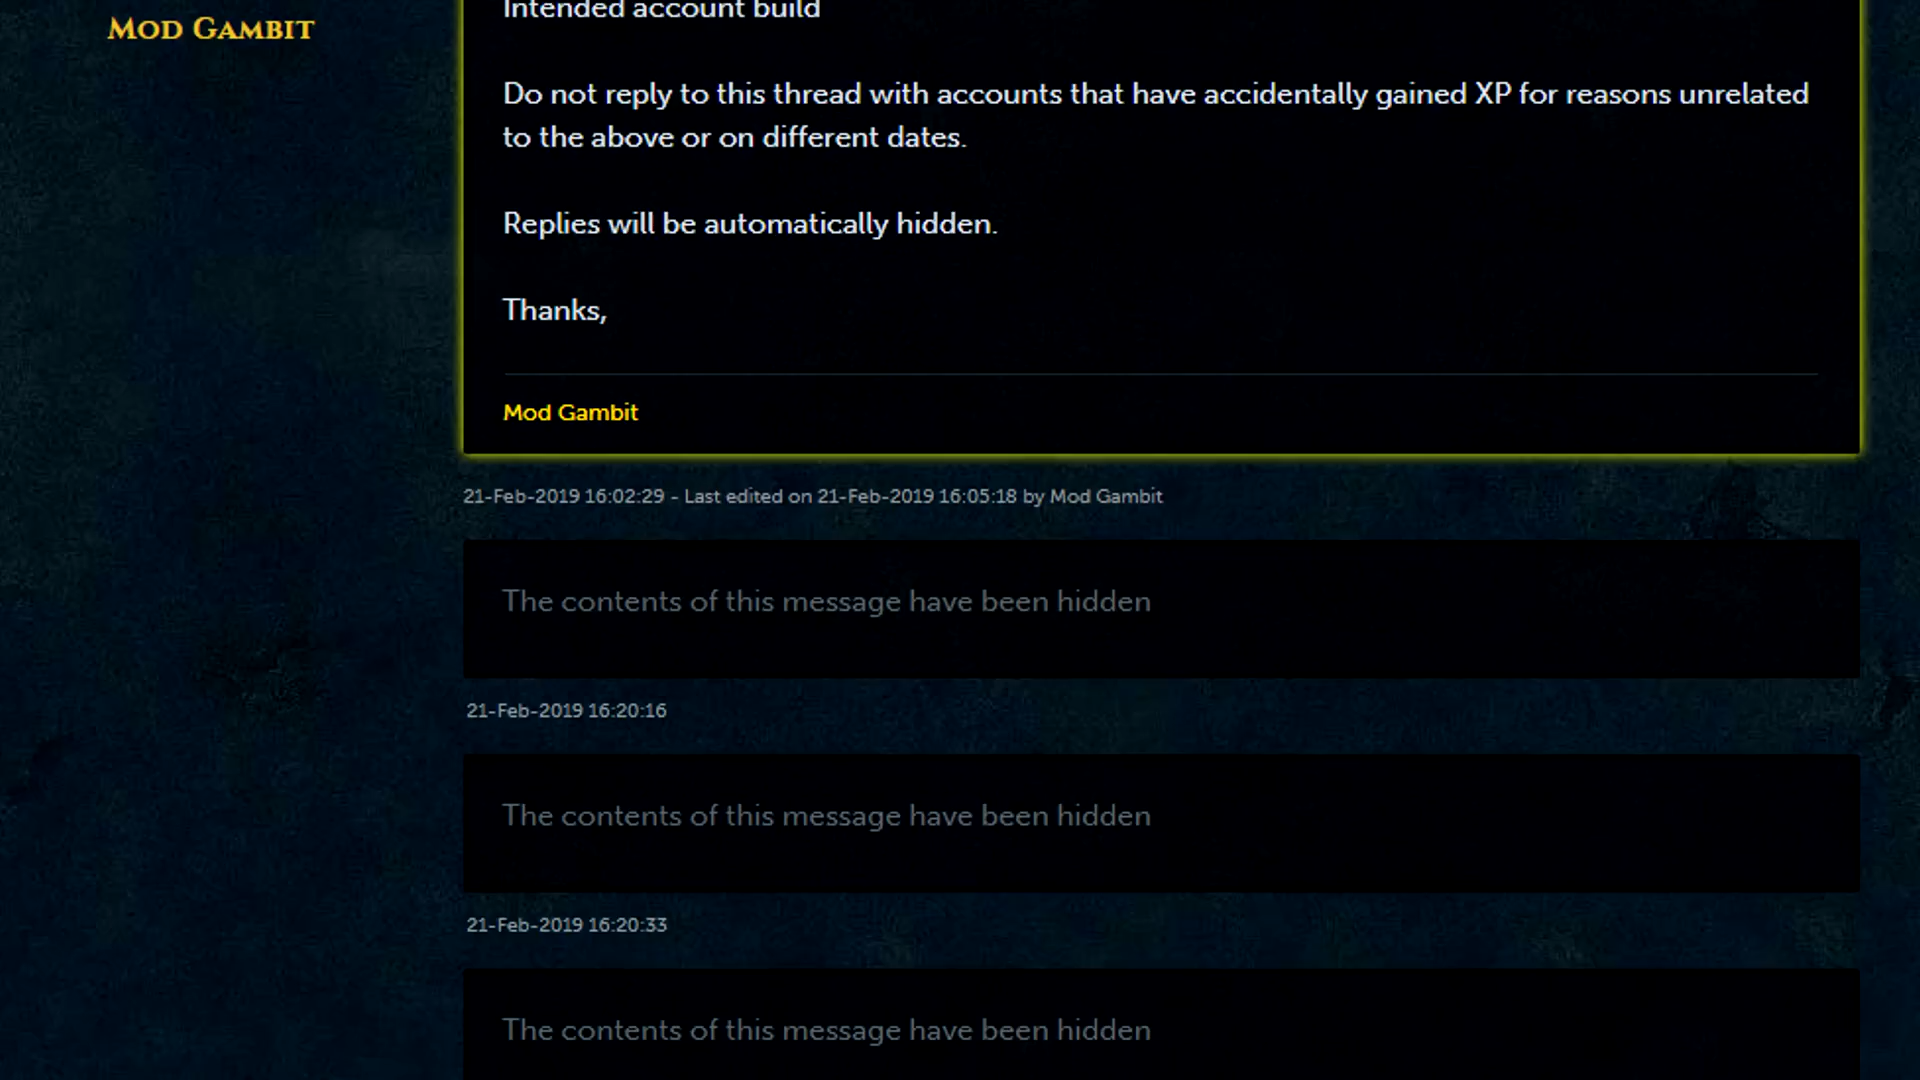 Mod Gambit
Intended account build
Do not reply to this thread with accounts that have accidentally gained XP for reasons unrelated
to the above or on different dates.
Replies will be automatically hidden.
Thanks,
Mod Gambit
21-Feb-2019 16:02:29 - Last edited on 21-Feb-2019 16:05:18 by Mod Gambit
The contents of this message have been hidden
21-Feb-2019 16:20:16
The contents of this message have been hidden
21-Feb-2019 16:20:33
The contents of this message have been hidden